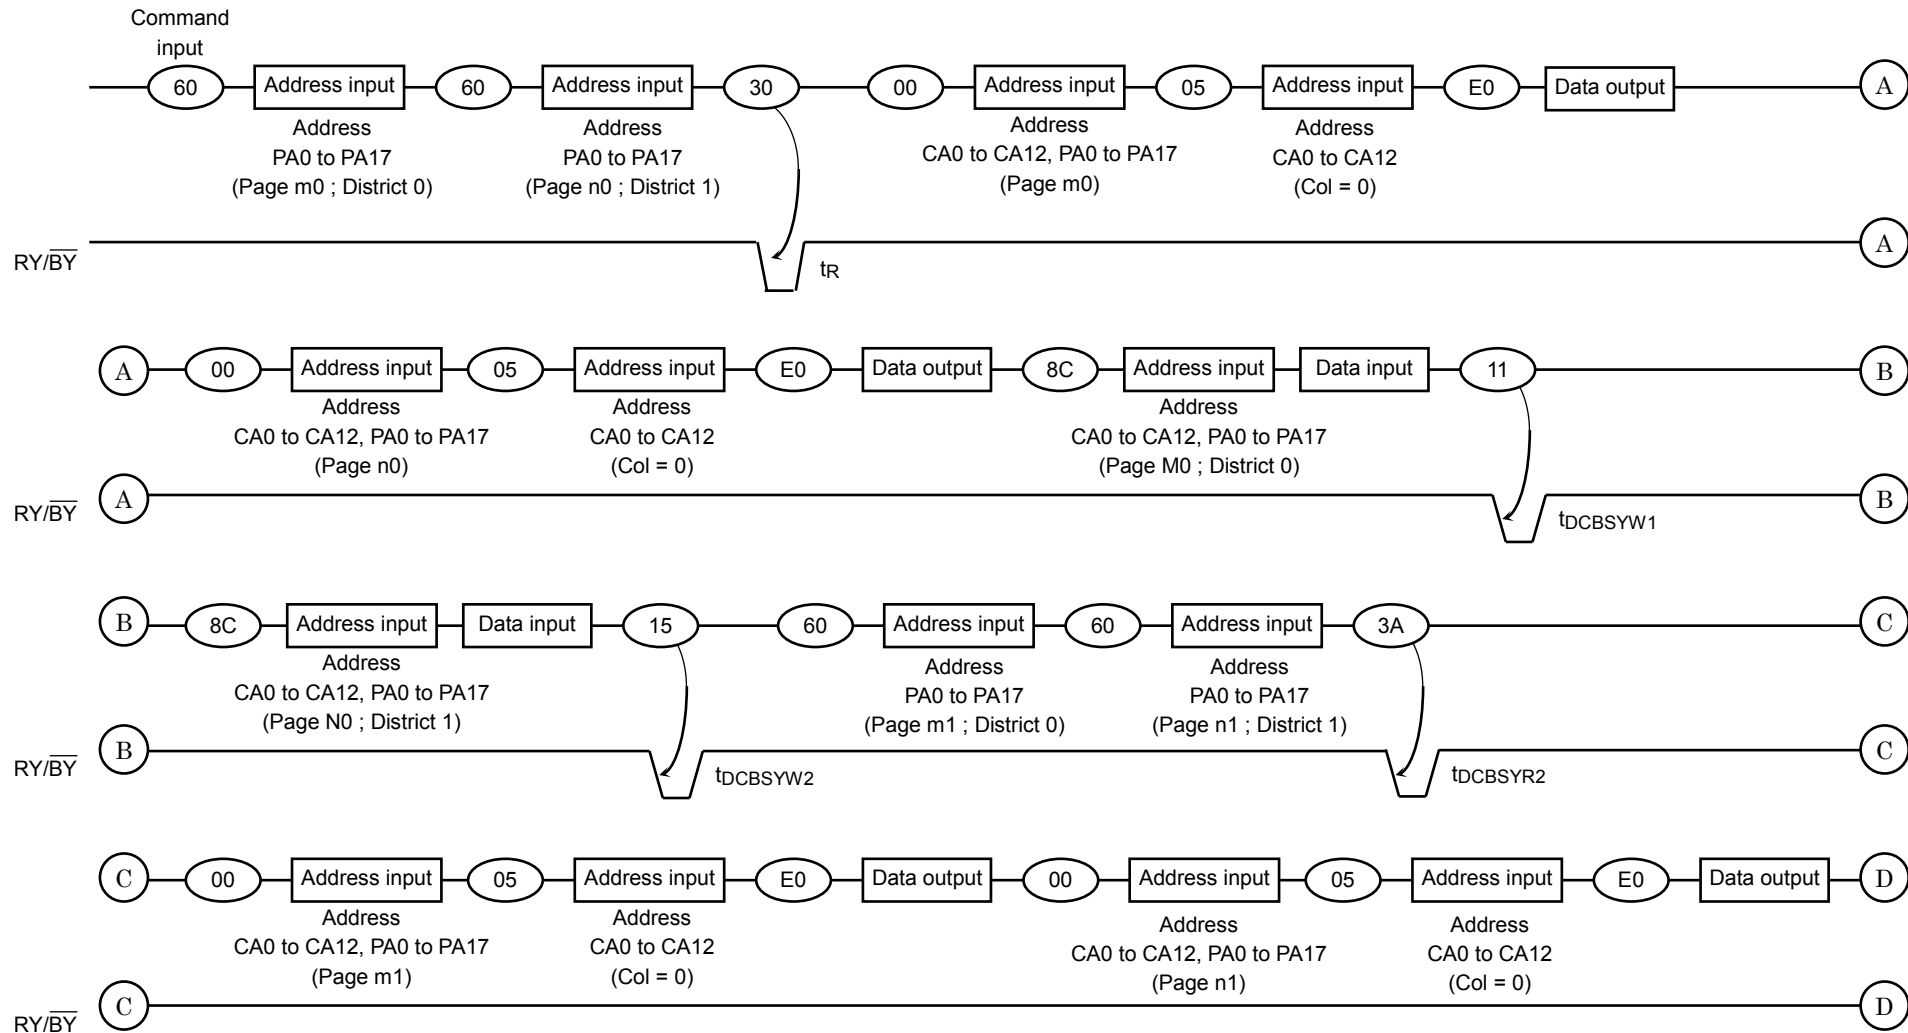 Command
input
60 Address input 60 Address input 30 00 Address input 05 Address input E0 Data output A
Address
PA0 to PA17
(Page m0 ; District 0)
Address
PA0 to PA17
(Page n0 ; District 1)
Address
CA0 to CA12, PA0 to PA17
(Page m0)
Address
CA0 to CA12
(Col = 0)
RY/B̅Y̅ tR A
A 00 Address input 05 Address input E0 Data output 8C Address input Data input 11 B
Address
CA0 to CA12, PA0 to PA17
(Page n0)
Address
CA0 to CA12
(Col = 0)
Address
CA0 to CA12, PA0 to PA17
(Page M0 ; District 0)
RY/B̅Y̅ A tDCBSYW1 B
B 8C Address input Data input 15 60 Address input 60 Address input 3A C
Address
CA0 to CA12, PA0 to PA17
(Page N0 ; District 1)
Address
PA0 to PA17
(Page m1 ; District 0)
Address
PA0 to PA17
(Page n1 ; District 1)
RY/B̅Y̅ B tDCBSYW2 tDCBSYR2 C
C 00 Address input 05 Address input E0 Data output 00 Address input 05 Address input E0 Data output D
Address
CA0 to CA12, PA0 to PA17
(Page m1)
Address
CA0 to CA12
(Col = 0)
Address
CA0 to CA12, PA0 to PA17
(Page n1)
Address
CA0 to CA12
(Col = 0)
RY/B̅Y̅ C D